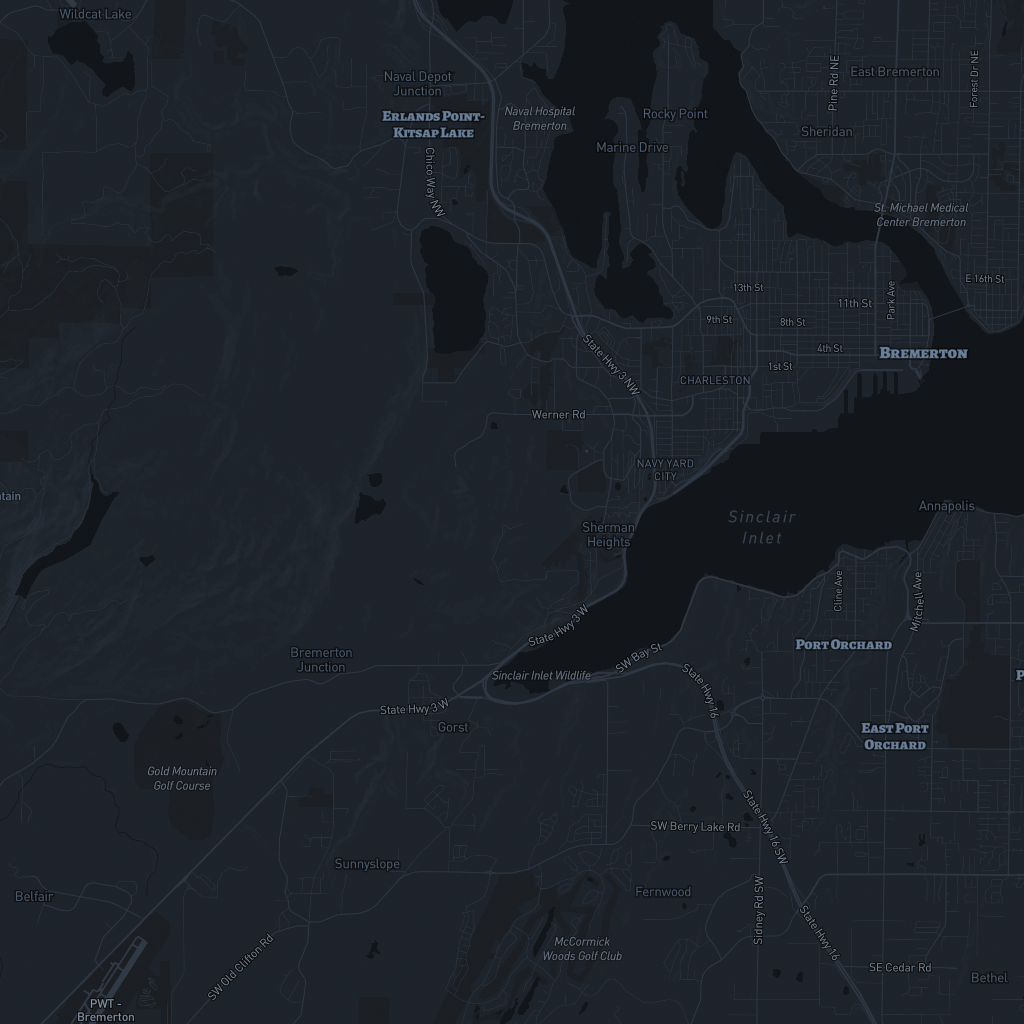 Wildcat Lake
Naval Depot
Junction
East Bremerton
Pine Rd NE
Forest Dr NE
Erlands Point-
Kitsap Lake
Naval Hospital
Bremerton
Rocky Point
Sheridan
Marine Drive
Chico Way NW
St. Michael Medical
Center Bremerton
E 16th St
13th St
11th St
Park Ave
9th St
8th St
4th St
Bremerton
1st St
State Hwy 3 NW
CHARLESTON
Werner Rd
NAVY YARD
CITY
ntain
Annapolis
Sinclair
Inlet
Sherman
Heights
Cline Ave
Mitchell Ave
State Hwy 3 W
Port Orchard
Bremerton
Junction
SW Bay St
Sinclair Inlet Wildlife
P
State Hwy 16
State Hwy 3 W
Gorst
East Port
Orchard
Gold Mountain
Golf Course
State Hwy 16 SW
SW Berry Lake Rd
Sunnyslope
Belfair
Fernwood
Sidney Rd SW
State Hwy 16
McCormick
Woods Golf Club
SW Old Clifton Rd
SE Cedar Rd
Bethel
PWT -
Bremerton